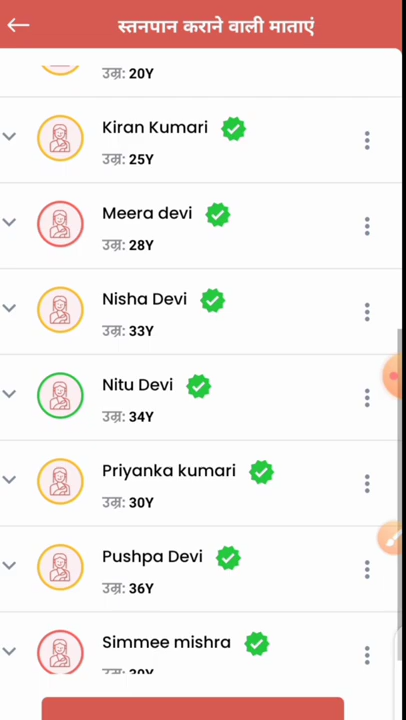 स्तनपान कराने वाली माताएं
उम्र: 20Y
Kiran Kumari
उम्र: 25Y
Meera devi
उम्र: 28Y
Nisha Devi
उम्र: 33Y
Nitu Devi
उम्र: 34Y
Priyanka kumari
उम्र: 30Y
Pushpa Devi
उम्र: 36Y
Simmee mishra